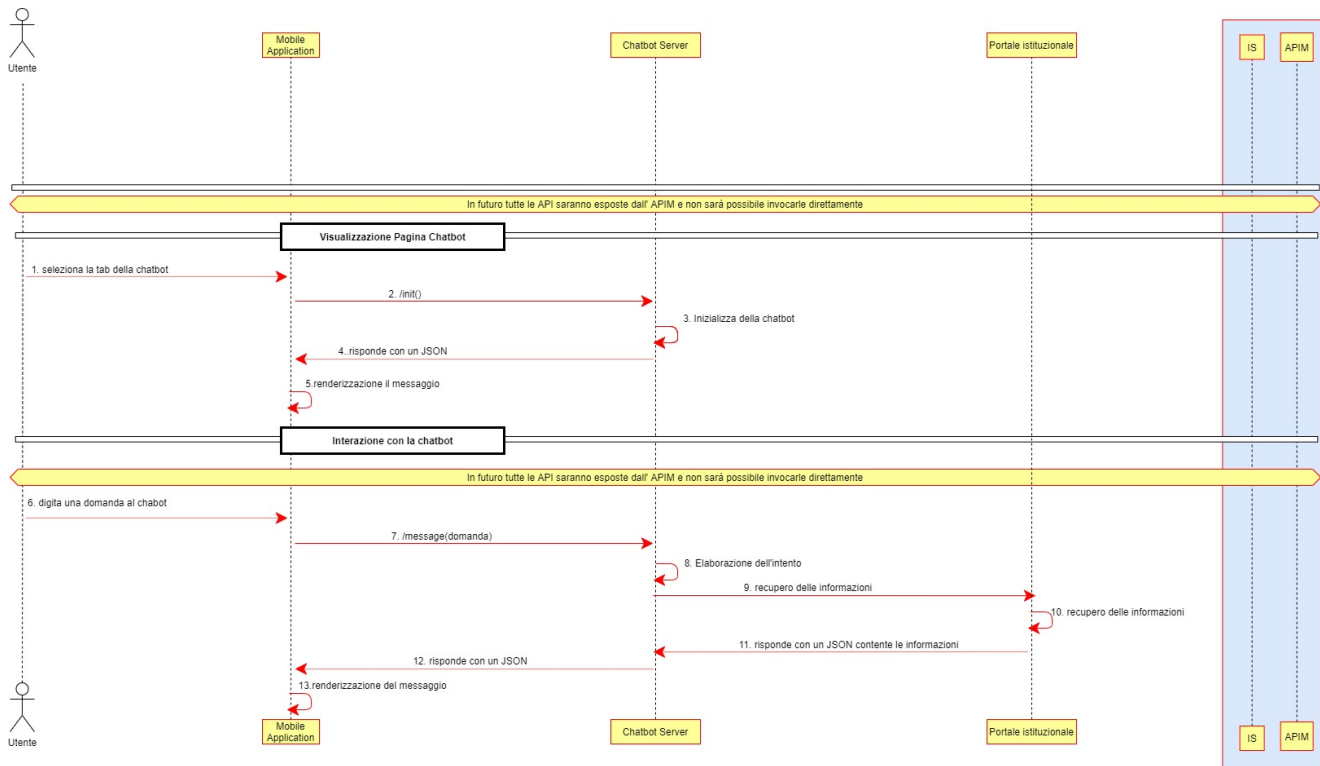 Utente
Mobile
Application
Chatbot Server
Portale istituzionale
IS
APIM
In futuro tutte le API saranno esposte dall' APIM e non sarà possibile invocarle direttamente
Visualizzazione Pagina Chatbot
1. seleziona la tab della chatbot
2. /init()
3. Inizializza della chatbot
4..risponde con un JSON
5.renderizzazione il messaggio
Interazione con la chatbot
In futuro tutte le API saranno esposte dall' APIM e non sarà possibile invocarle direttamente
6. digita una domanda al chabot
7. /message(domanda)
8. Elaborazione dell'intento
9. recupero delle informazioni
10. recupero delle informazioni
11. risponde con un JSON contente le informazioni
12. risponde con un JSON
13.renderizzazione del messaggio
Utente
Mobile
Application
Chatbot Server
Portale istituzionale
IS
APIM